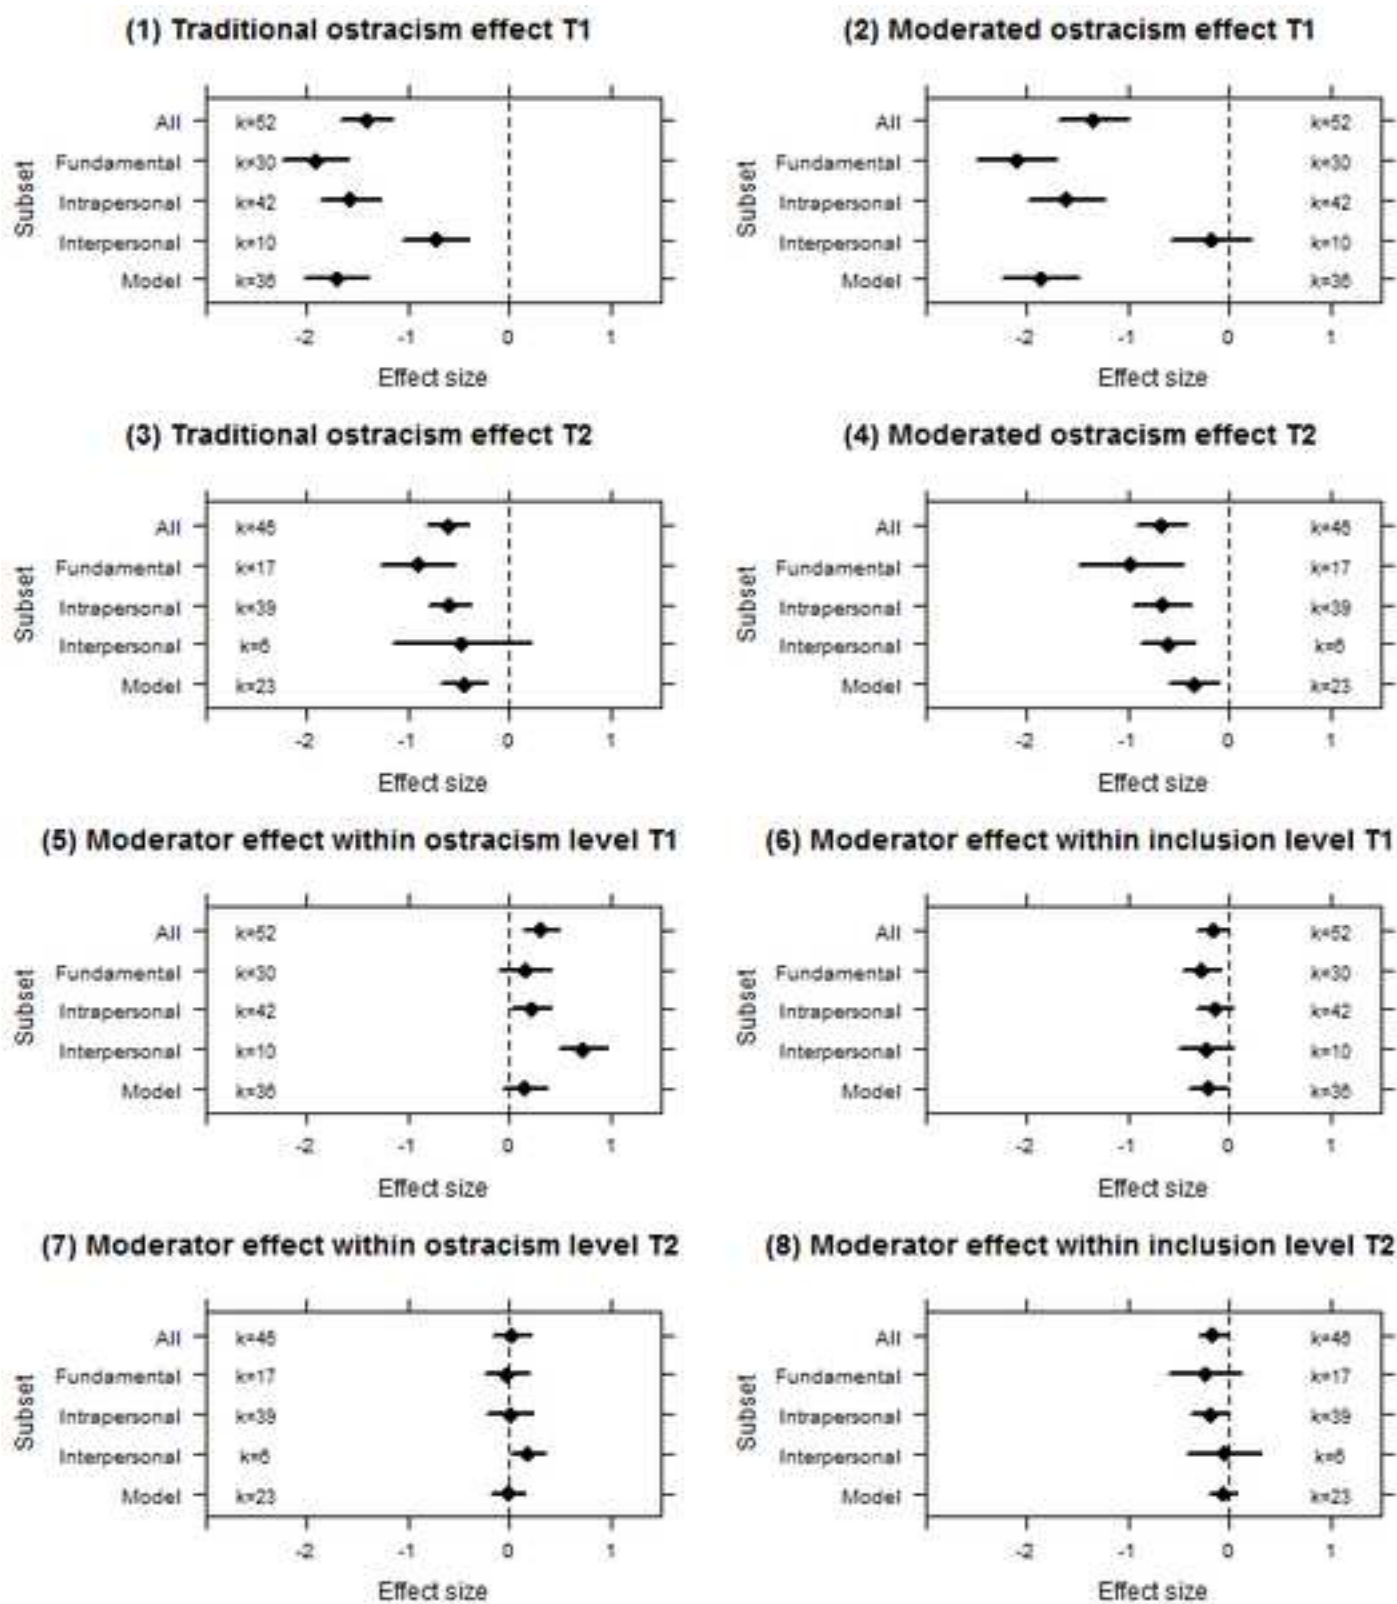 (1) Traditional ostracism effect T1
Subset
All k=52
Fundamental k=30
Intrapersonal k=42
Interpersonal k=10
Model k=36
-2 -1 0 1
Effect size
(2) Moderated ostracism effect T1
Subset
All k=52
Fundamental k=30
Intrapersonal k=42
Interpersonal k=10
Model k=36
-2 -1 0 1
Effect size
(3) Traditional ostracism effect T2
Subset
All k=46
Fundamental k=17
Intrapersonal k=39
Interpersonal k=6
Model k=23
-2 -1 0 1
Effect size
(4) Moderated ostracism effect T2
Subset
All k=46
Fundamental k=17
Intrapersonal k=39
Interpersonal k=6
Model k=23
-2 -1 0 1
Effect size
(5) Moderator effect within ostracism level T1
Subset
All k=52
Fundamental k=30
Intrapersonal k=42
Interpersonal k=10
Model k=36
-2 -1 0 1
Effect size
(6) Moderator effect within inclusion level T1
Subset
All k=52
Fundamental k=30
Intrapersonal k=42
Interpersonal k=10
Model k=36
-2 -1 0 1
Effect size
(7) Moderator effect within ostracism level T2
Subset
All k=46
Fundamental k=17
Intrapersonal k=39
Interpersonal k=6
Model k=23
-2 -1 0 1
Effect size
(8) Moderator effect within inclusion level T2
Subset
All k=46
Fundamental k=17
Intrapersonal k=39
Interpersonal k=6
Model k=23
-2 -1 0 1
Effect size